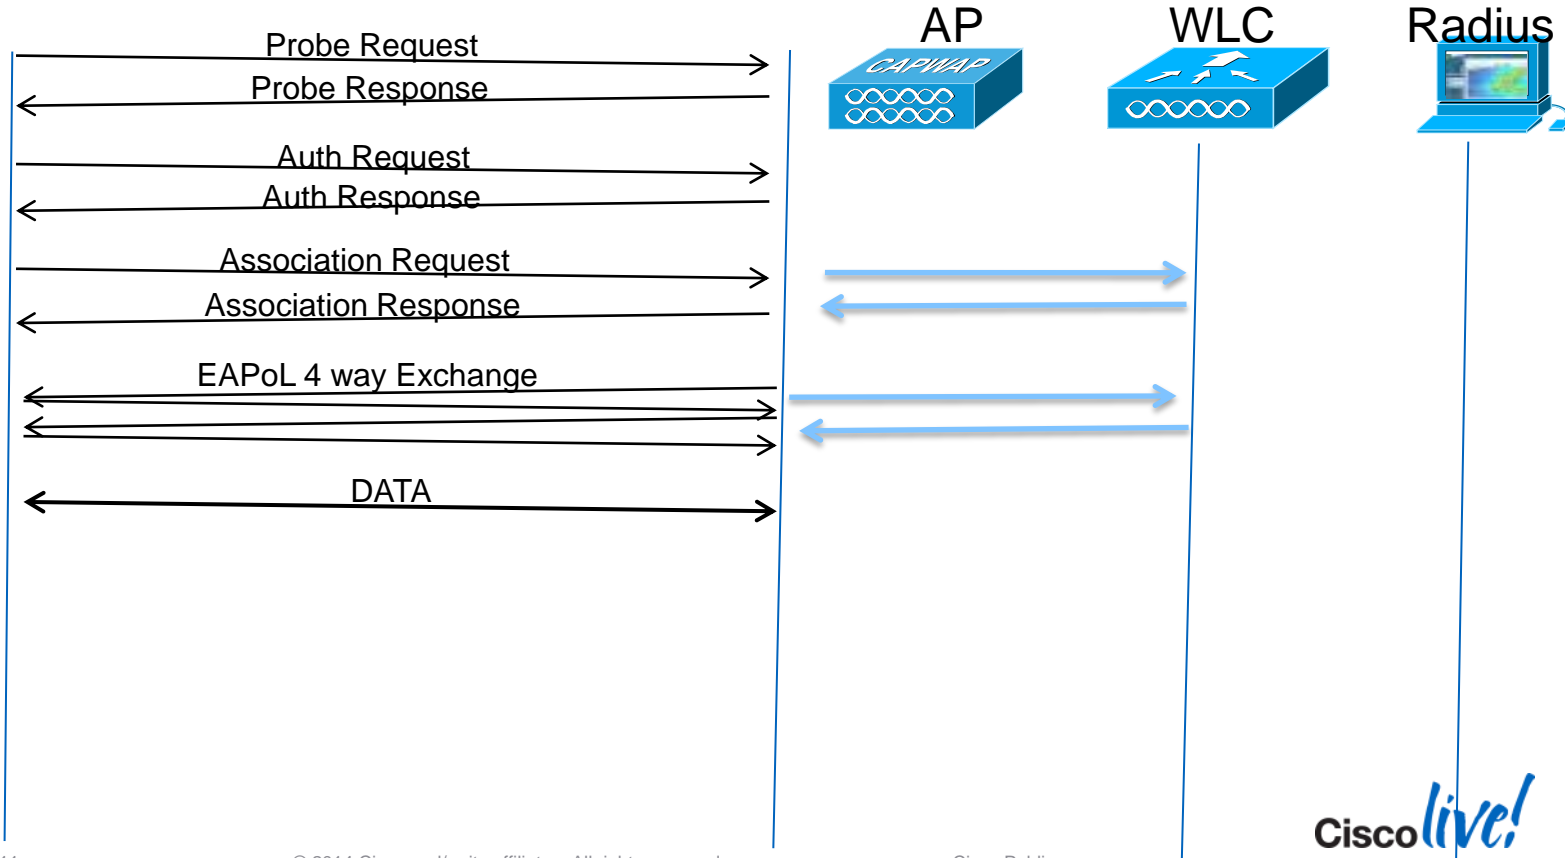 AP
WLC
Radius
CAPWAP
Probe Request
Probe Response
Auth Request
Auth Response
Association Request
Association Response
EAPoL 4 way Exchange
DATA
Cisco live!